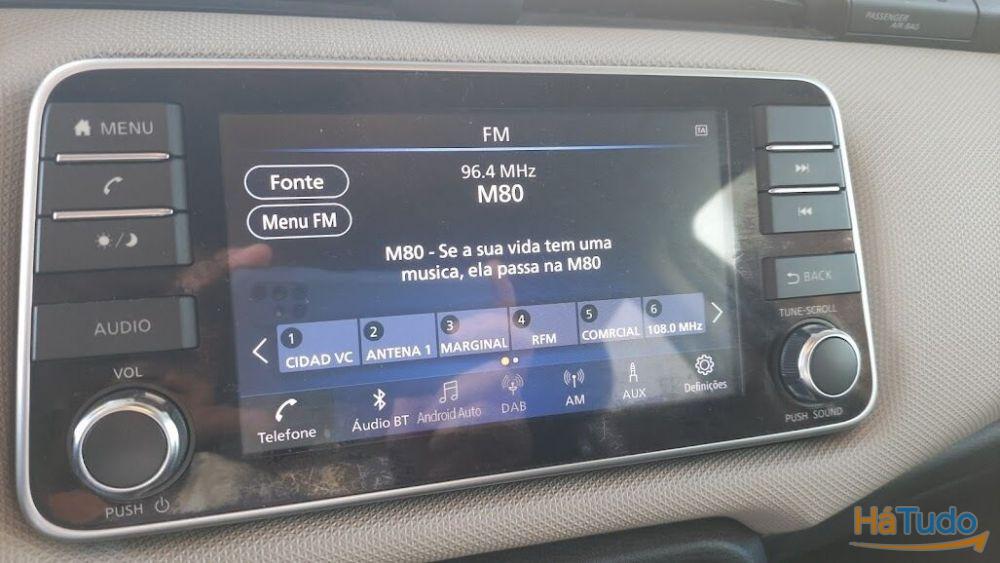 PASSENGER
AIR BAG
MENU
AUDIO
VOL
PUSH
FM
TA
Fonte
Menu FM
96.4 MHz
M80
M80 - Se a sua vida tem uma
musica, ela passa na M80
1 CIDAD VC
2 ANTENA 1
3 MARGINAL
4 RFM
5 COMRCIAL
6 108.0 MHz
Telefone
Áudio BT
Android Auto
DAB
AM
AUX
Definições
BACK
TUNE-SCROLL
PUSH SOUND
HáTudo